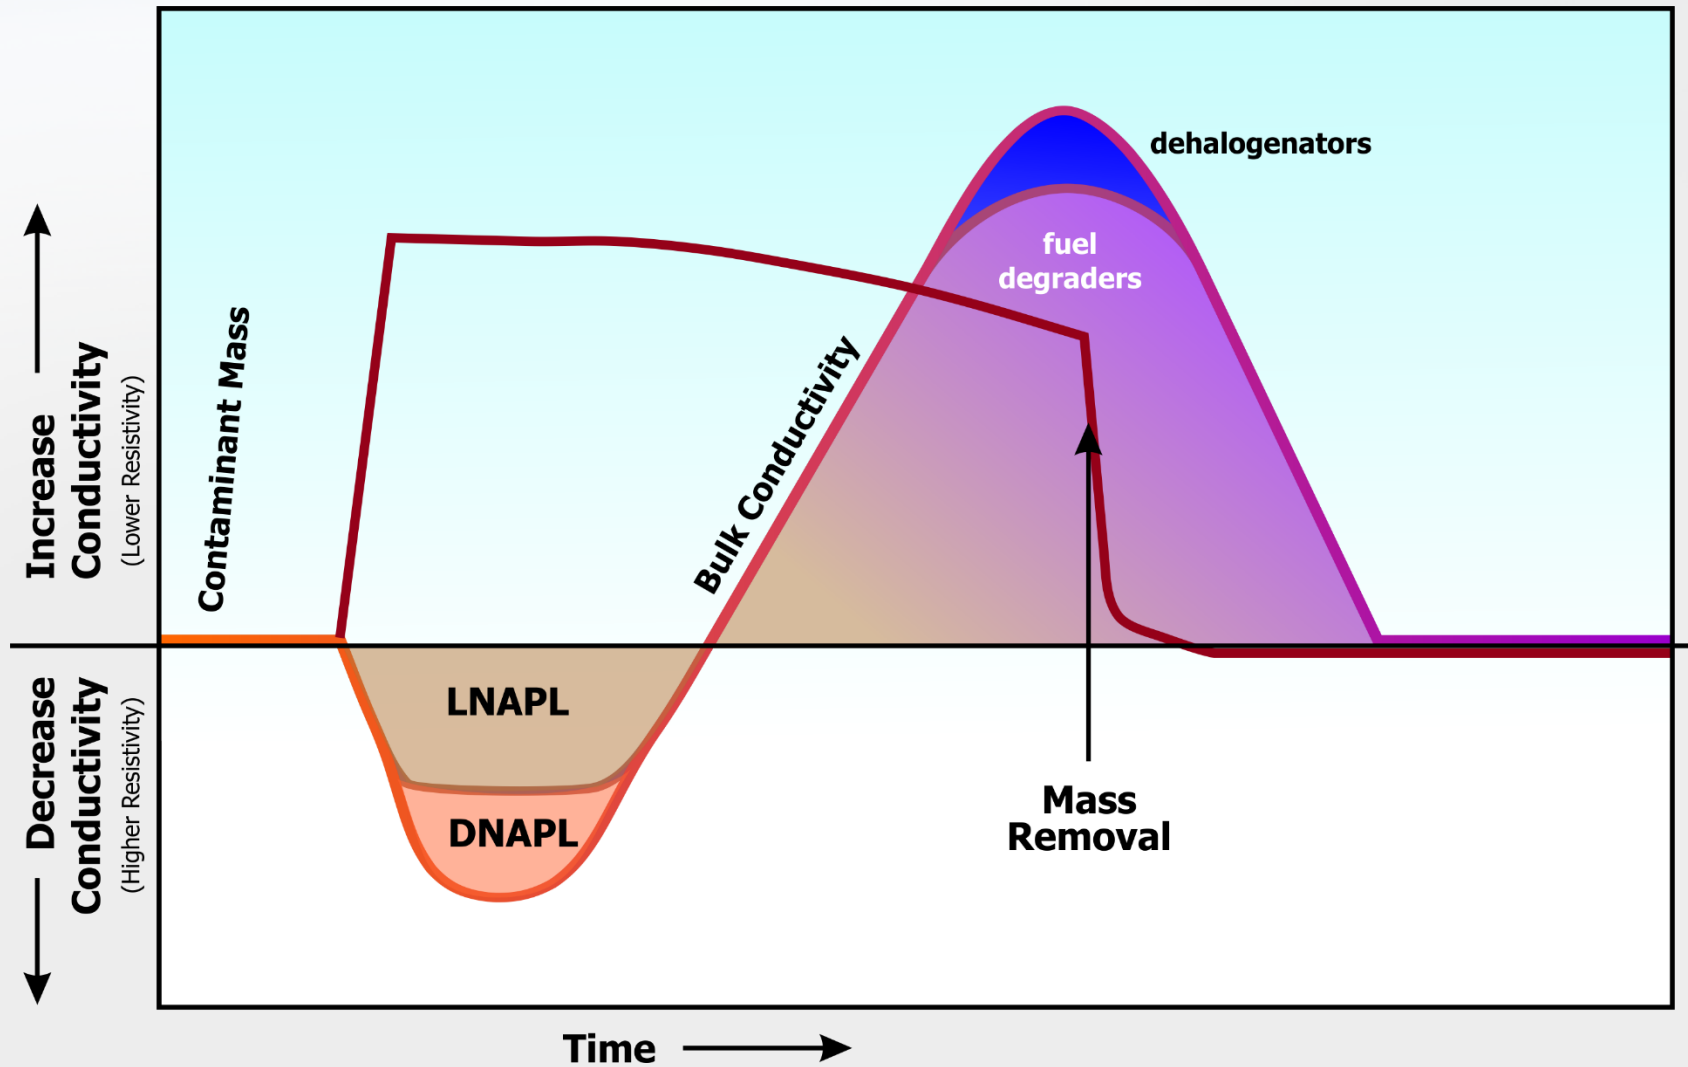 Increase
Conductivity
(Lower Resistivity)
Decrease
Conductivity
(Higher Resistivity)
Contaminant Mass
Bulk Conductivity
dehalogenators
fuel
degraders
LNAPL
DNAPL
Mass
Removal
Time